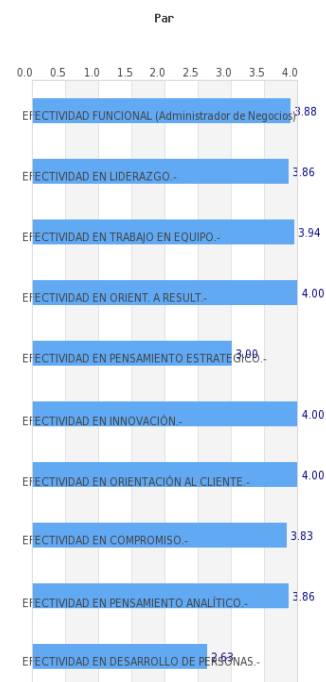 Par
0.0 0.5 1.0 1.5 2.0 2.5 3.0 3.5 4.0
EFECTIVIDAD FUNCIONAL (Administrador de Negocios) 3.88
EFECTIVIDAD EN LIDERAZGO.- 3.86
EFECTIVIDAD EN TRABAJO EN EQUIPO.- 3.94
EFECTIVIDAD EN ORIENT. A RESULT.- 4.00
EFECTIVIDAD EN PENSAMIENTO ESTRATEGICO.- 3.00
EFECTIVIDAD EN INNOVACIÓN.- 4.00
EFECTIVIDAD EN ORIENTACIÓN AL CLIENTE.- 4.00
EFECTIVIDAD EN COMPROMISO.- 3.83
EFECTIVIDAD EN PENSAMIENTO ANALÍTICO.- 3.86
EFECTIVIDAD EN DESARROLLO DE PERSONAS.- 2.63